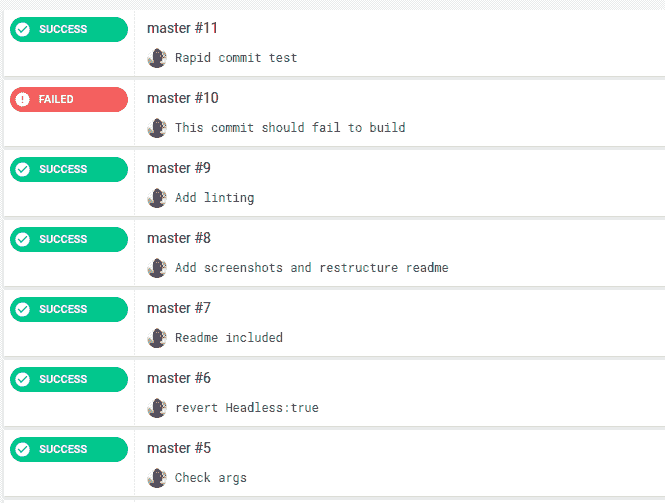 SUCCESS
master #11
Rapid commit test
FAILED
master #10
This commit should fail to build
SUCCESS
master #9
Add linting
SUCCESS
master #8
Add screenshots and restructure readme
SUCCESS
master #7
Readme included
SUCCESS
master #6
revert Headless:true
SUCCESS
master #5
Check args